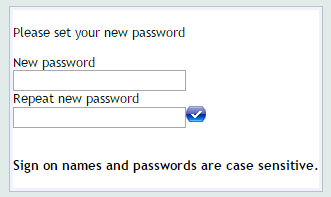 Please set your new password
New password
Repeat new password
Sign on names and passwords are case sensitive.